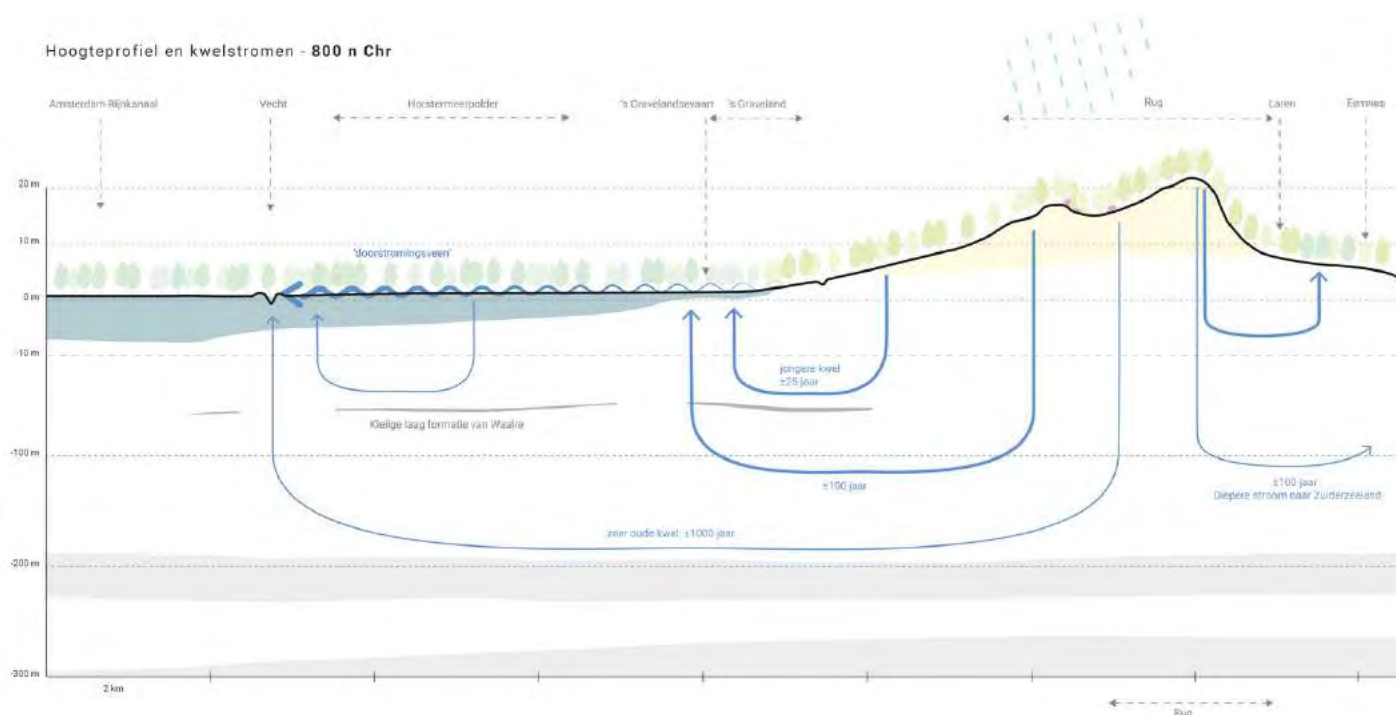 Hoogteprofiel en kwelstromen - 800 n Chr
Amsterdam-Rijnkanaal
Vecht
Horstermeerpolder
's Gravelandsevaart
's Graveland
Rug
Laren
Eemnes
20 m
10 m
0 m
-10 m
-100 m
-200 m
-300 m
'doorstromingsveen'
jongere kwel
±25 jaar
Kleiige laag formatie van Waalre
±100 jaar
±100 jaar
Diepere stroom naar Zuiderzeeland
zeer oude kwel: ±1000 jaar
2 km
Rug